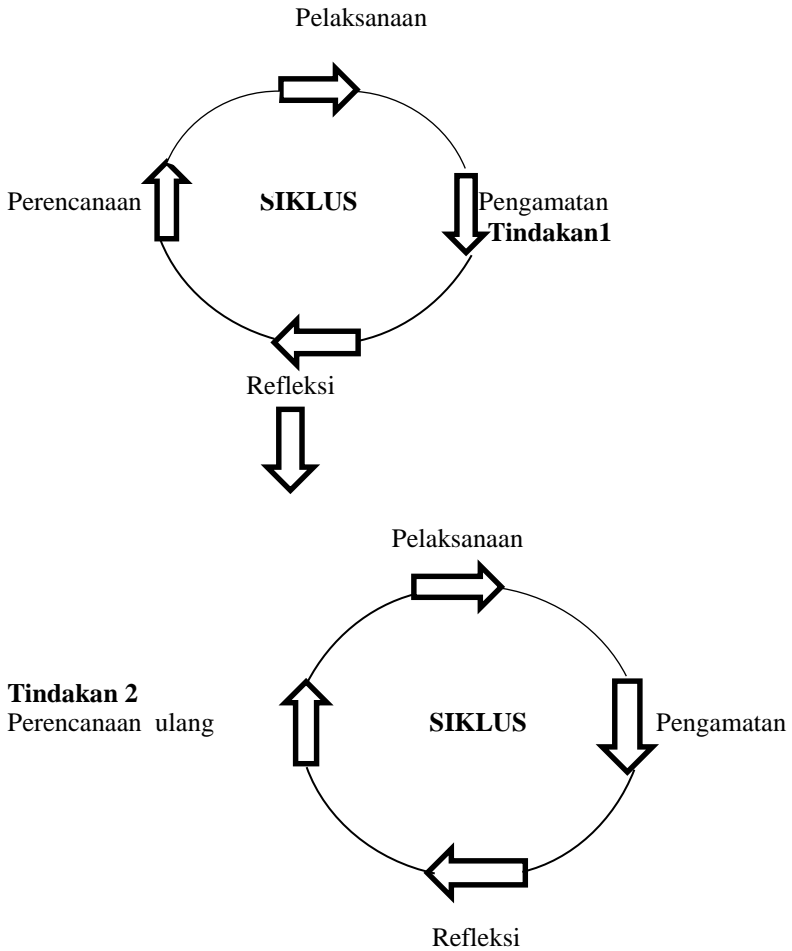 Pelaksanaan
Perencanaan
SIKLUS
Pengamatan
Tindakan1
Refleksi
Pelaksanaan
Tindakan 2
Perencanaan ulang
SIKLUS
Pengamatan
Refleksi